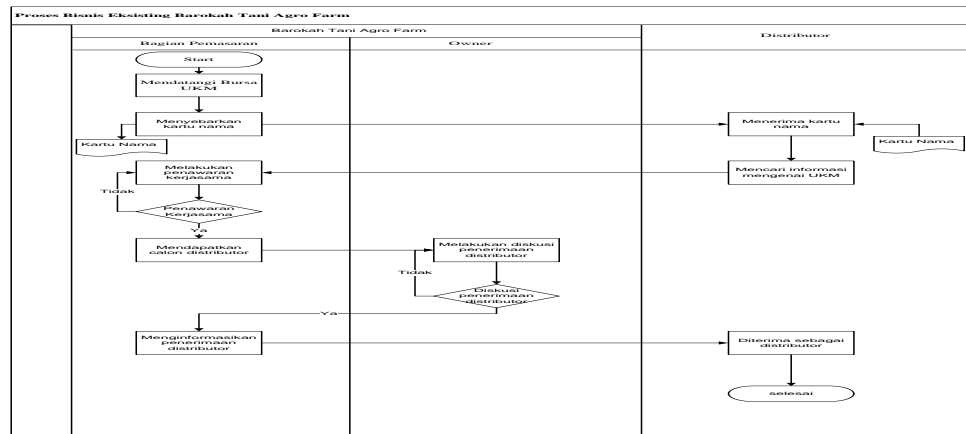 Proses Bisnis Eksisting Barokah Tani Agro Farm
Barokah Tani Agro Farm
Distributor
Bagian Pemasaran
Owner
Start
Mendatangi Bursa
UKM
Menyebarkan
kartu nama
Menerima kartu
nama
Kartu Nama
Kartu Nama
Melakukan
penawaran
kerjasama
Mencari informasi
mengenai UKM
Tidak
Penawaran
Kerjasama
Ya
Mendapatkan
calon distributor
Melakukan diskusi
penerimaan
distributor
Tidak
Diskusi
penerimaan
distributor
Ya
Menginformasikan
penerimaan
distributor
Diterima sebagai
distributor
selesai